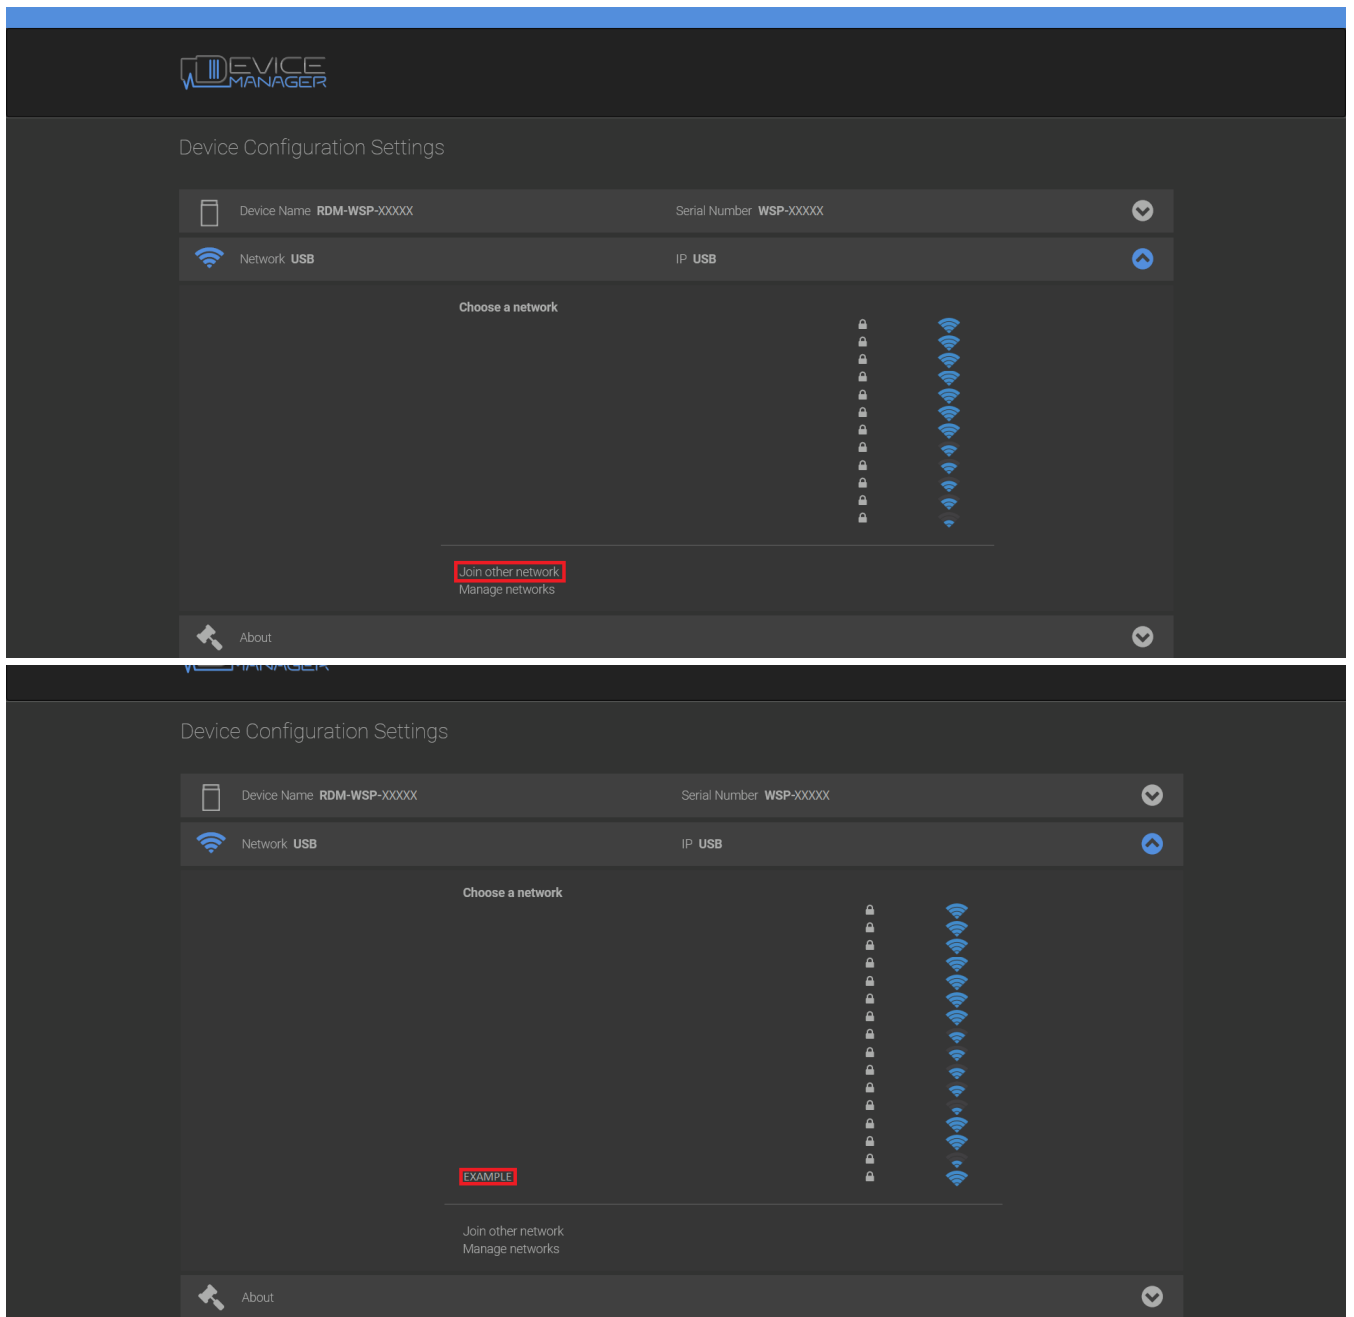 DEVICE
MANAGER
Device Configuration Settings
Device Name RDM-WSP-XXXXX Serial Number WSP-XXXXX
Network USB IP USB
Choose a network
Join other network
Manage networks
About
MANAGER
Device Configuration Settings
Device Name RDM-WSP-XXXXX Serial Number WSP-XXXXX
Network USB IP USB
Choose a network
EXAMPLE
Join other network
Manage networks
About